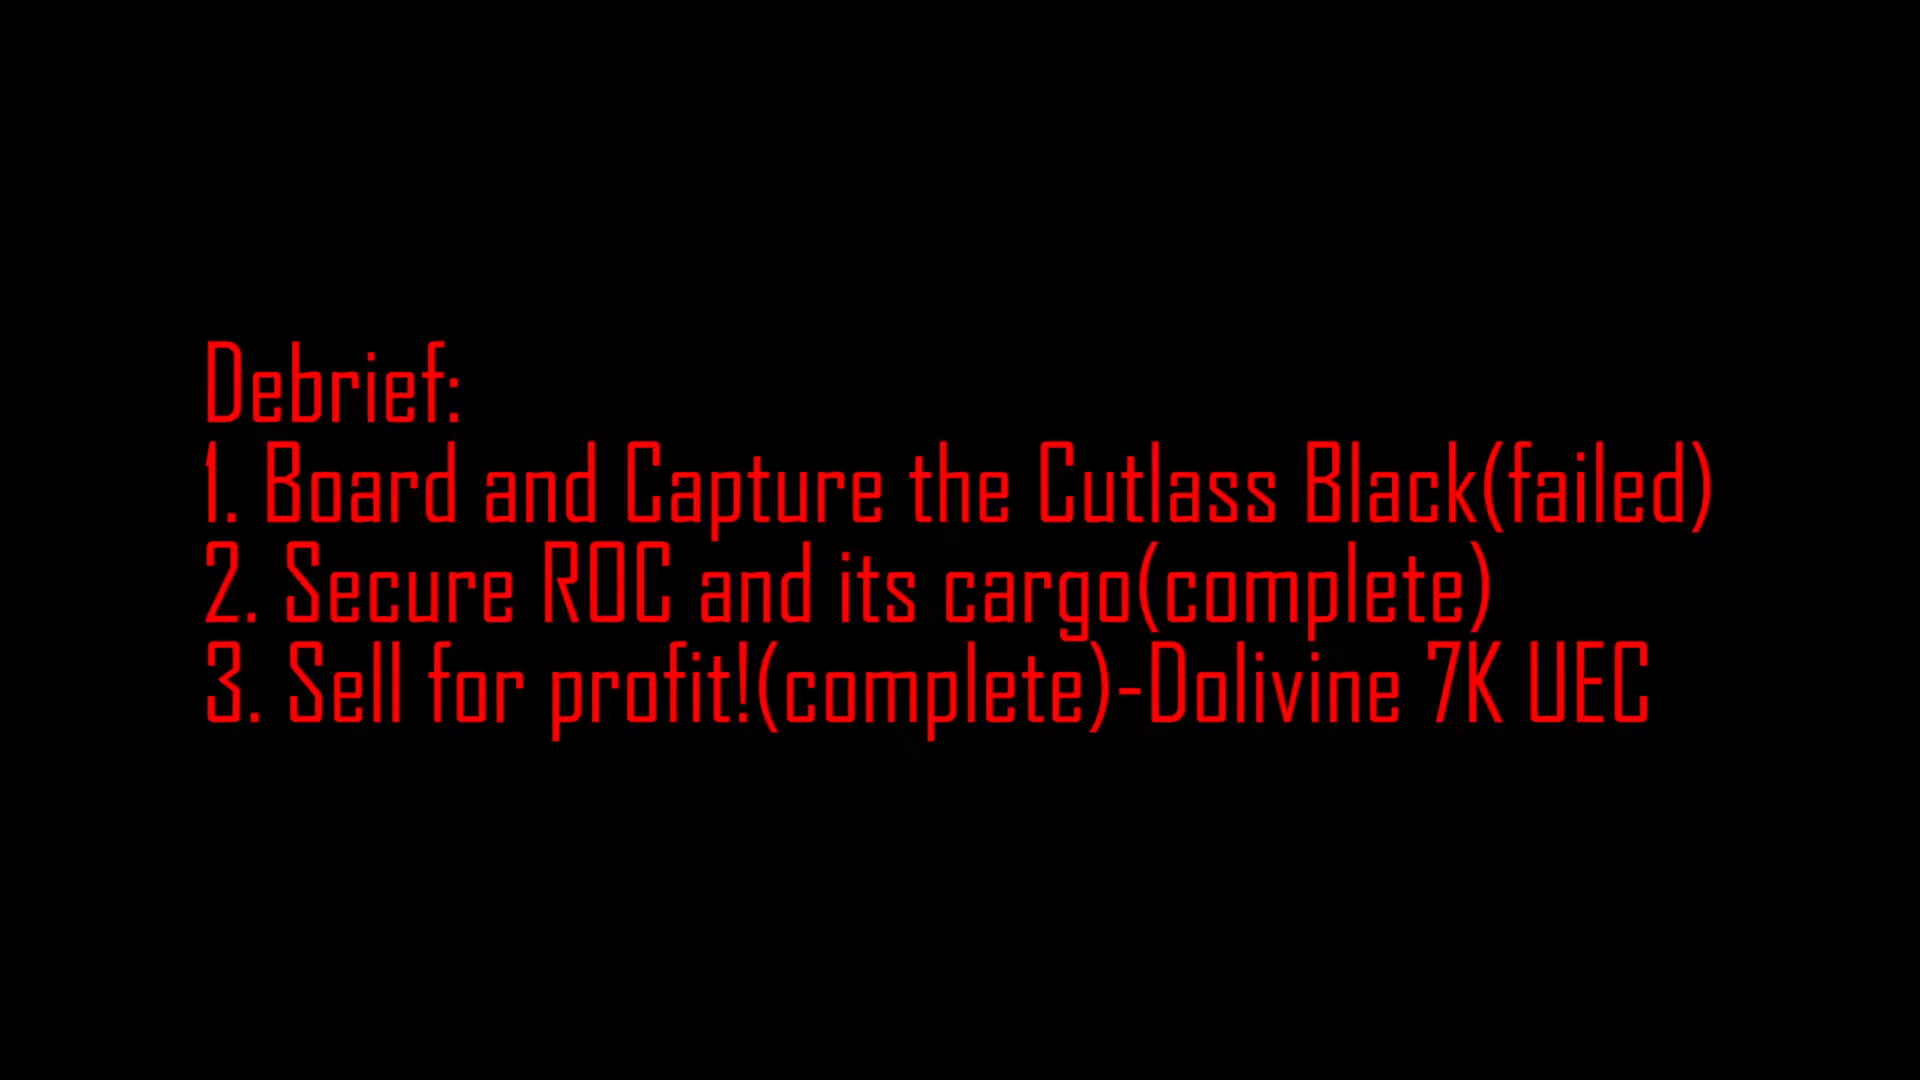 Debrief:
1. Board and Capture the Cutlass Black(failed)
2. Secure ROC and its cargo(complete)
3. Sell for profit!(complete)-Dolivine 7K UEC